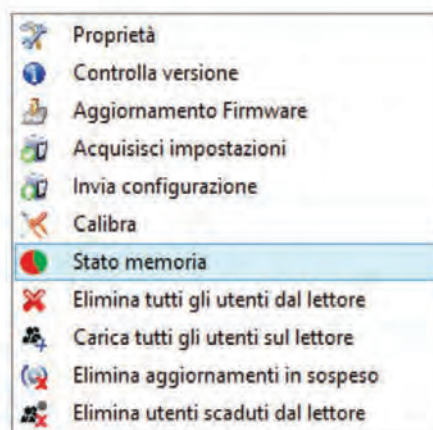 Proprietà
Controlla versione
Aggiornamento Firmware
Acquisisci impostazioni
Invia configurazione
Calibra
Stato memoria
Elimina tutti gli utenti dal lettore
Carica tutti gli utenti sul lettore
Elimina aggiornamenti in sospeso
Elimina utenti scaduti dal lettore